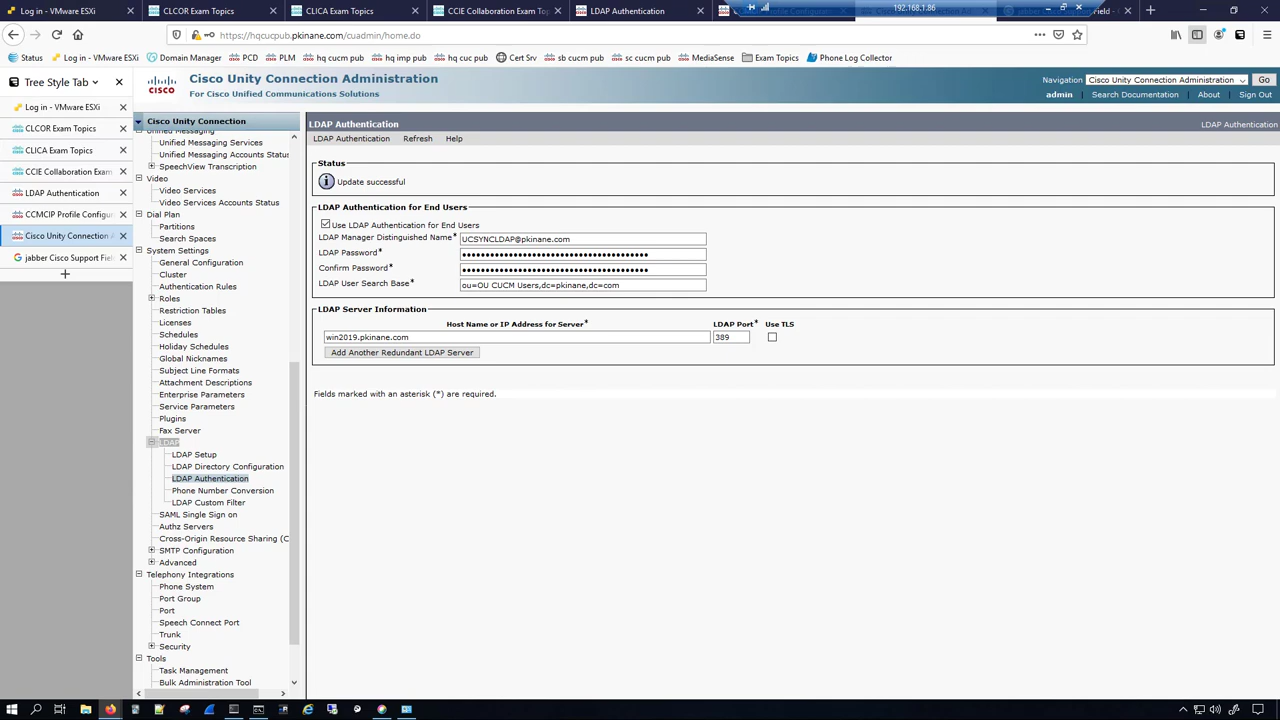 Log in - VMware ESXi
CLCOR Exam Topics
CLICA Exam Topics
CCIE Collaboration Exam Top
LDAP Authentication
192.168.1.86
https://hqcucpub.pkinane.com/cuadmin/home.do
Status
Log in - VMware ESXi
Domain Manager
PCD
PLM
hq cucm pub
hq imp pub
hq cuc pub
Cert Srv
sb cucm pub
sc cucm pub
MediaSense
Exam Topics
Phone Log Collector
Tree Style Tab
Log in - VMware ESXi
CLCOR Exam Topics
CLICA Exam Topics
CCIE Collaboration Exam
LDAP Authentication
CCMCIP Profile Configur
Cisco Unity Connection A
jabber Cisco Support Fiel
CISCO
Cisco Unity Connection Administration
For Cisco Unified Communications Solutions
Navigation Cisco Unity Connection Administration Go
admin Search Documentation About Sign Out
Cisco Unity Connection
Unified Messaging
Unified Messaging Services
Unified Messaging Accounts Status
SpeechView Transcription
Video
Video Services
Video Services Accounts Status
Dial Plan
Partitions
Search Spaces
System Settings
General Configuration
Cluster
Authentication Rules
Roles
Restriction Tables
Licenses
Schedules
Holiday Schedules
Global Nicknames
Subject Line Formats
Attachment Descriptions
Enterprise Parameters
Service Parameters
Plugins
Fax Server
LDAP
LDAP Setup
LDAP Directory Configuration
LDAP Authentication
Phone Number Conversion
LDAP Custom Filter
SAML Single Sign on
Authz Servers
Cross-Origin Resource Sharing (C
SMTP Configuration
Advanced
Telephony Integrations
Phone System
Port Group
Port
Speech Connect Port
Trunk
Security
Tools
Task Management
Bulk Administration Tool
LDAP Authentication
LDAP Authentication
LDAP Authentication Refresh Help
Status
Update successful
LDAP Authentication for End Users
Use LDAP Authentication for End Users
LDAP Manager Distinguished Name* UCSYNCLDAP@pkinane.com
LDAP Password* ••••••••••••••••••••••••••••••••••••••••
Confirm Password* ••••••••••••••••••••••••••••••••••••••••
LDAP User Search Base* ou=OU CUCM Users,dc=pkinane,dc=com
LDAP Server Information
Host Name or IP Address for Server* LDAP Port* Use TLS
win2019.pkinane.com 389
Add Another Redundant LDAP Server
Fields marked with an asterisk (*) are required.